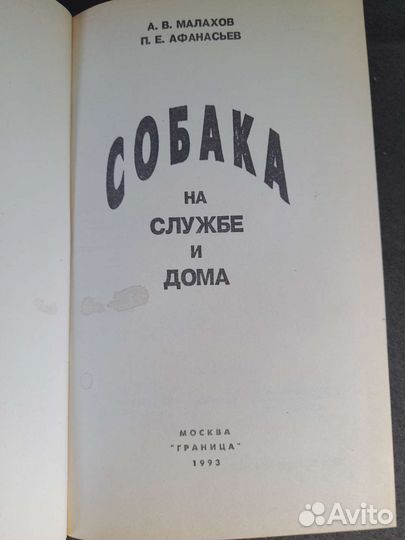 А. В. МАЛАХОВ
П. Е. АФАНАСЬЕВ
СОБАКА
НА
СЛУЖБЕ
И
ДОМА
МОСКВА
"ГРАНИЦА"
1993
Avito